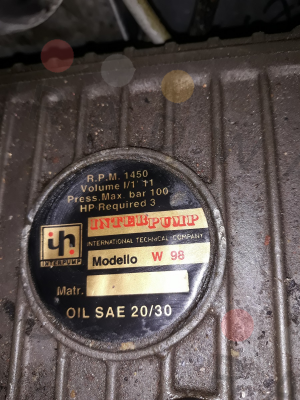 R.P.M. 1450
Volume l/1' 11
Press.Max. bar 100
HP Required 3
INTERPUMP
INTERNATIONAL TECHNICAL COMPANY
INTERPUMP
Modello W 98
Matr.
OIL SAE 20/30